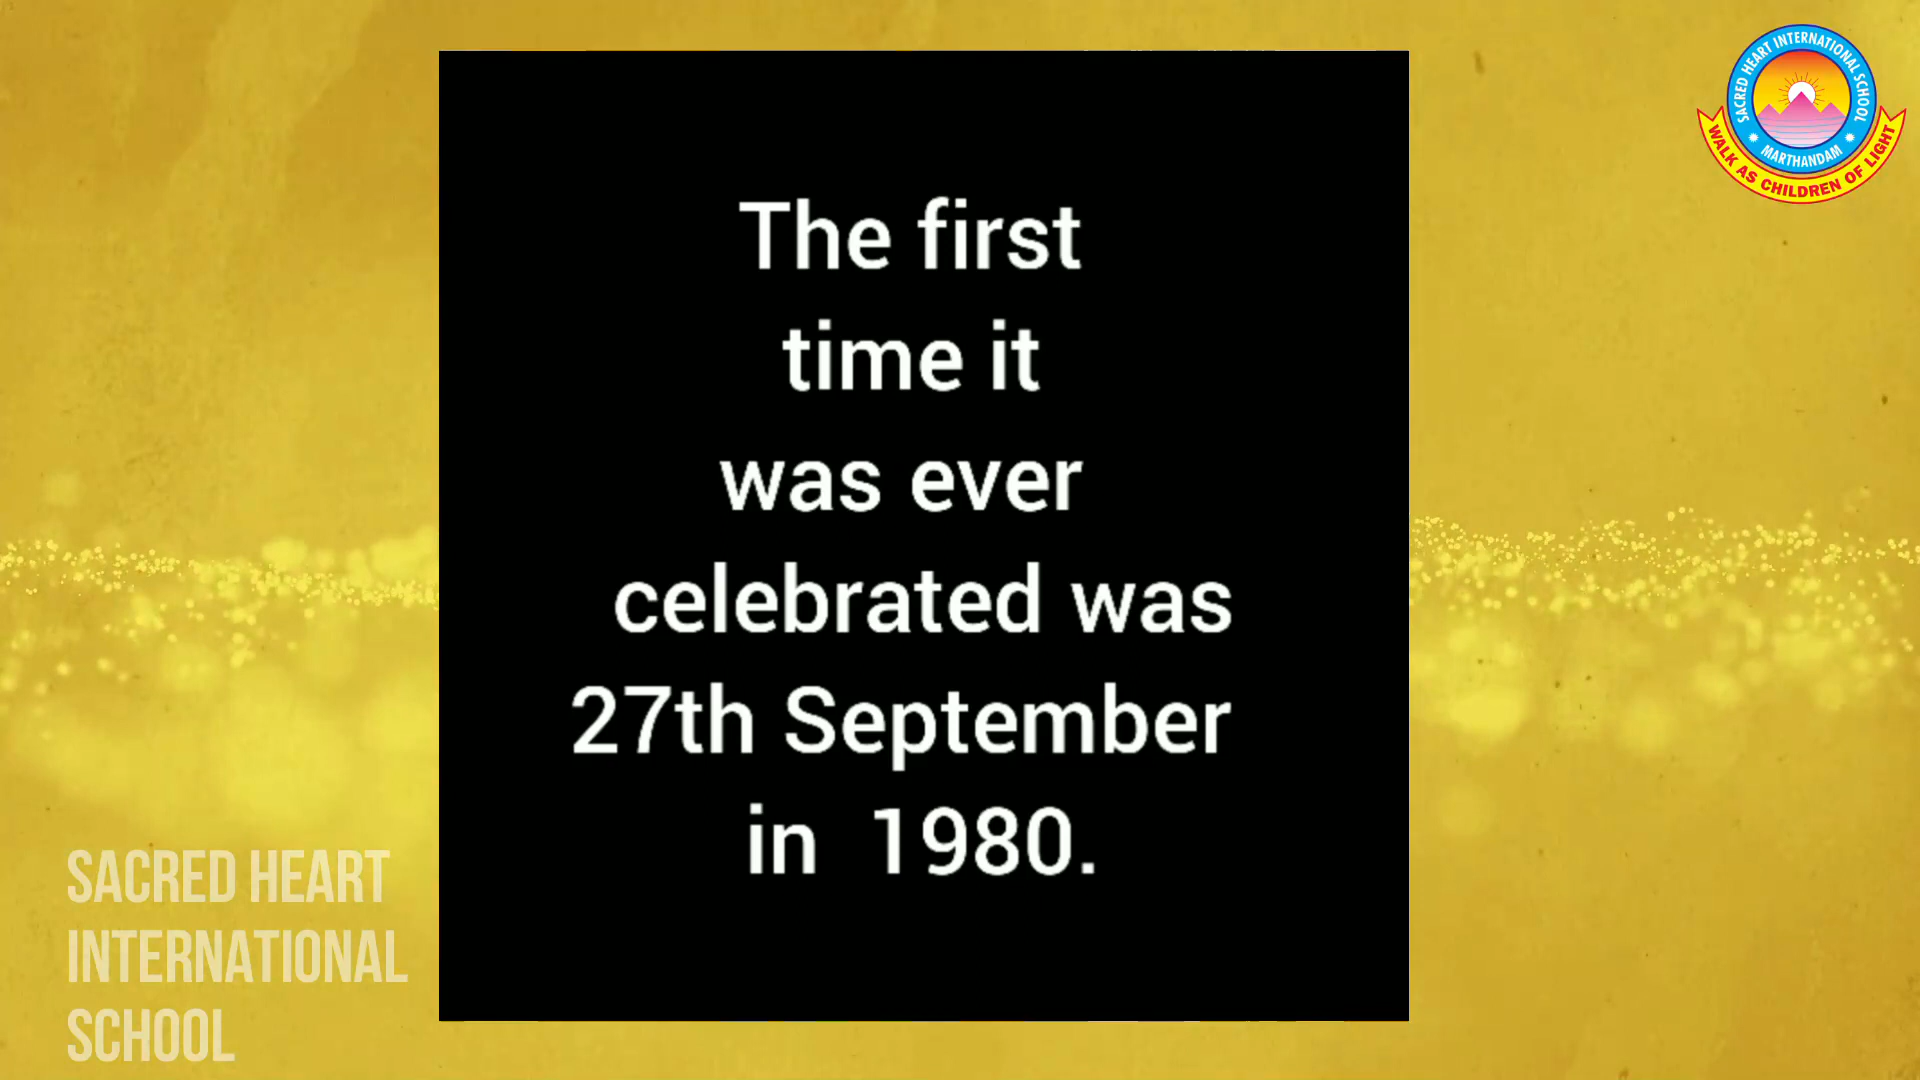 The first
time it
was ever
celebrated was
27th September
in 1980.
SACRED HEART INTERNATIONAL SCHOOL
MARTHANDAM
WALK AS CHILDREN OF LIGHT
SACRED HEART
INTERNATIONAL
SCHOOL